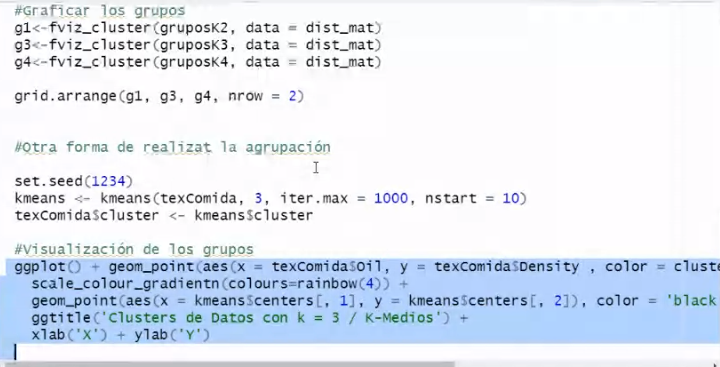 #Graficar los grupos
g1<-fviz_cluster(gruposK2, data = dist_mat)
g3<-fviz_cluster(gruposK3, data = dist_mat)
g4<-fviz_cluster(gruposK4, data = dist_mat)
grid.arrange(g1, g3, g4, nrow = 2)
#Otra forma de realizat la agrupación
set.seed(1234)
kmeans <- kmeans(texComida, 3, iter.max = 1000, nstart = 10)
texComida$cluster <- kmeans$cluster
#Visualización de los grupos
ggplot() + geom_point(aes(x = texComida$Oil, y = texComida$Density , color = cluste
scale_colour_gradientn(colours=rainbow(4)) +
geom_point(aes(x = kmeans$centers[, 1], y = kmeans$centers[, 2]), color = 'black
ggtitle('Clusters de Datos con k = 3 / K-Medios') +
xlab('X') + ylab('Y')